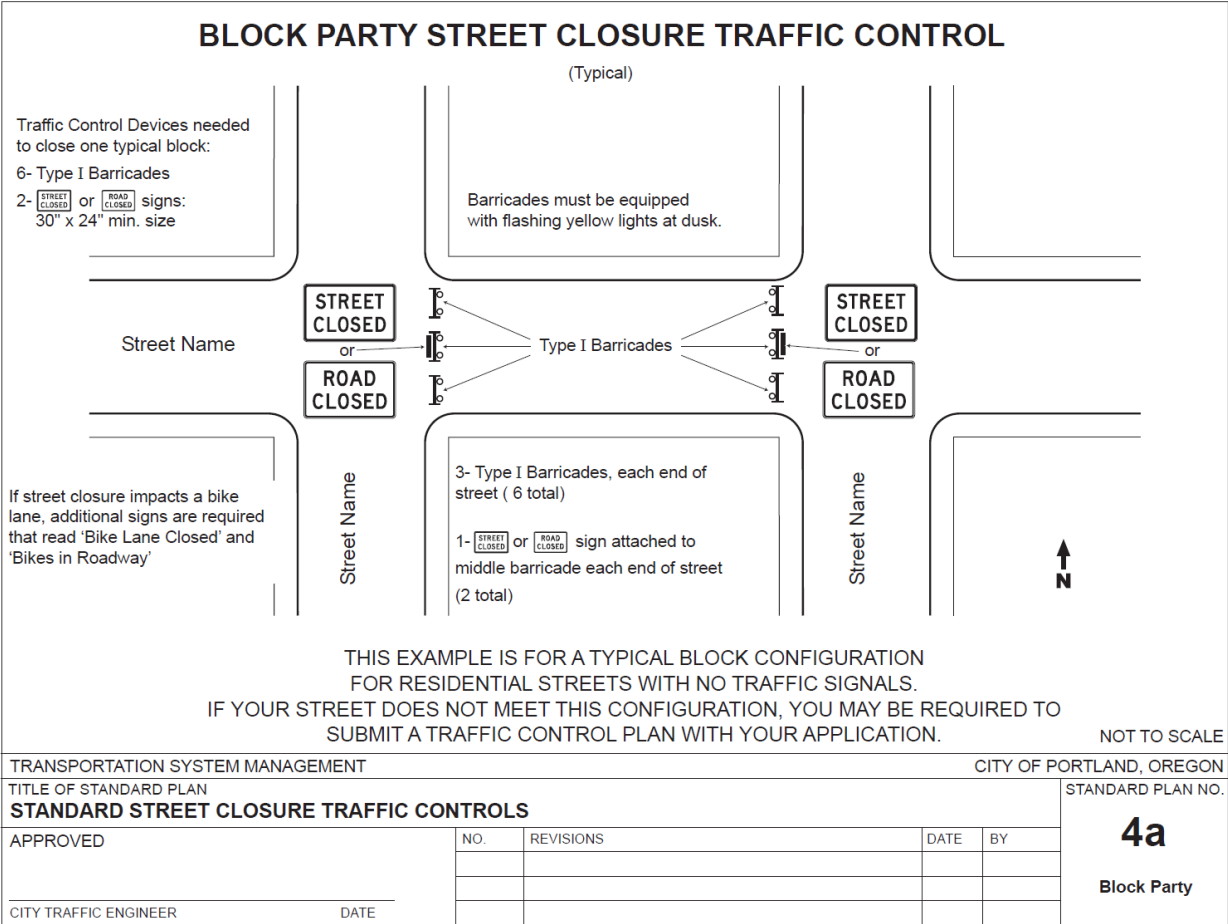 BLOCK PARTY STREET CLOSURE TRAFFIC CONTROL
(Typical)
Traffic Control Devices needed
to close one typical block:
6- Type I Barricades
2- STREET CLOSED or ROAD CLOSED signs:
30" x 24" min. size
Barricades must be equipped
with flashing yellow lights at dusk.
Street Name
STREET
CLOSED
or
ROAD
CLOSED
Type I Barricades
STREET
CLOSED
or
ROAD
CLOSED
If street closure impacts a bike
lane, additional signs are required
that read ‘Bike Lane Closed’ and
‘Bikes in Roadway’
Street Name
3- Type I Barricades, each end of
street ( 6 total)
1- STREET CLOSED or ROAD CLOSED sign attached to
middle barricade each end of street
(2 total)
Street Name
N
THIS EXAMPLE IS FOR A TYPICAL BLOCK CONFIGURATION
FOR RESIDENTIAL STREETS WITH NO TRAFFIC SIGNALS.
IF YOUR STREET DOES NOT MEET THIS CONFIGURATION, YOU MAY BE REQUIRED TO
SUBMIT A TRAFFIC CONTROL PLAN WITH YOUR APPLICATION.
NOT TO SCALE
TRANSPORTATION SYSTEM MANAGEMENT
CITY OF PORTLAND, OREGON
TITLE OF STANDARD PLAN
STANDARD STREET CLOSURE TRAFFIC CONTROLS
STANDARD PLAN NO.
4a
Block Party
APPROVED
NO. REVISIONS DATE BY
CITY TRAFFIC ENGINEER DATE